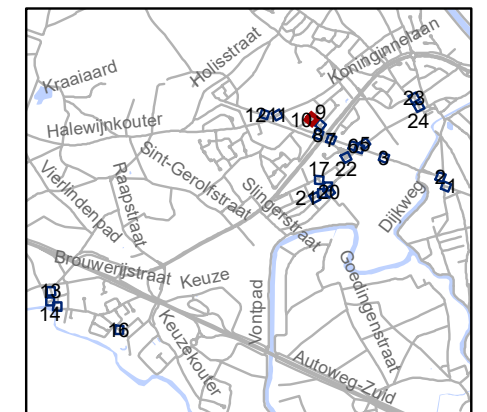 Holisstraat
Koninginnelaan
Kraaiaard
23
24
12
11
10
9
8
7
Halewijnkouter
6
5
3
22
Sint-Gerolfstraat
Vierlindenpad
Raapstraat
17
Slingerstraat
21
20
2
1
Dijkweg
Brouwerijstraat
Keuze
Goedingenstraat
Vontpad
13
14
16
Keuzekouter
Autoweg-Zuid